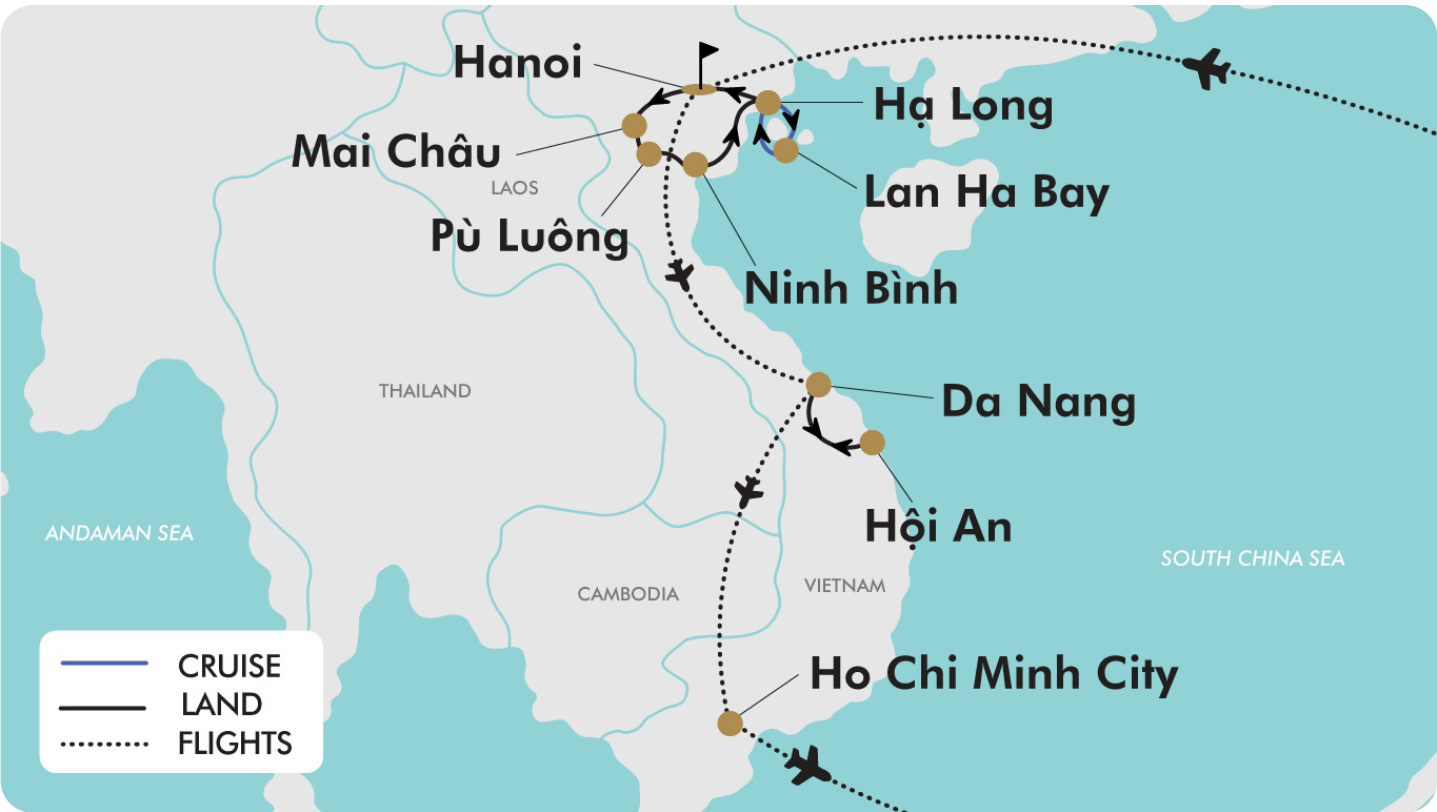 Hanoi
Hạ Long
Mai Châu
LAOS
Lan Ha Bay
Pù Luông
Ninh Bình
THAILAND
Da Nang
Hôi An
ANDAMAN SEA
SOUTH CHINA SEA
CAMBODIA
VIETNAM
Ho Chi Minh City
CRUISE
LAND
FLIGHTS